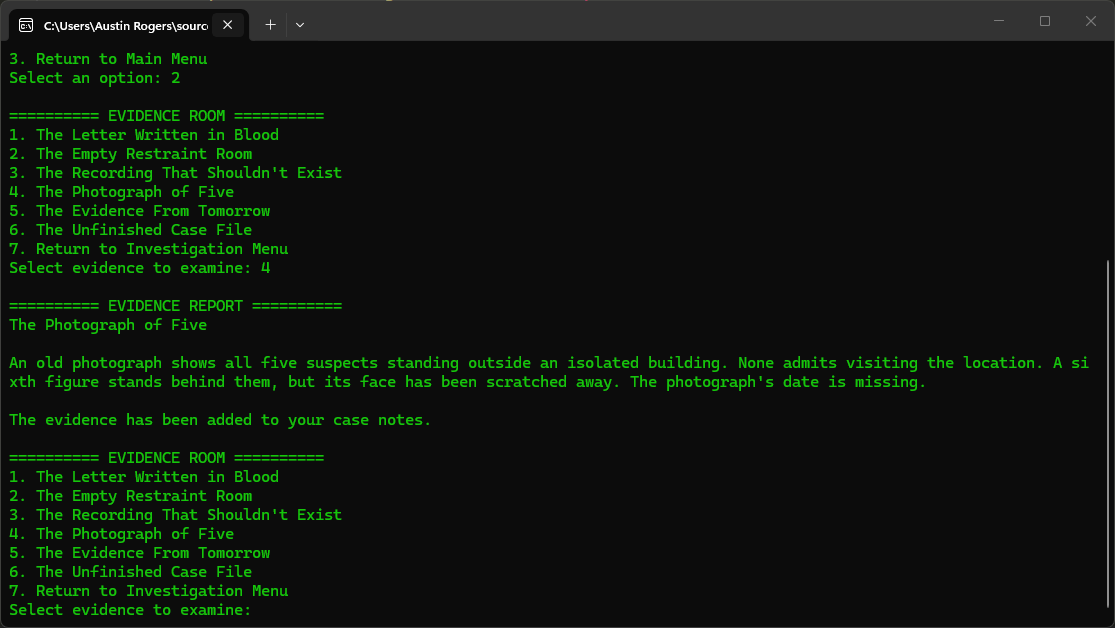 C:\Users\Austin Rogers\sourc
3. Return to Main Menu
Select an option: 2
========== EVIDENCE ROOM ==========
1. The Letter Written in Blood
2. The Empty Restraint Room
3. The Recording That Shouldn't Exist
4. The Photograph of Five
5. The Evidence From Tomorrow
6. The Unfinished Case File
7. Return to Investigation Menu
Select evidence to examine: 4
========== EVIDENCE REPORT ==========
The Photograph of Five
An old photograph shows all five suspects standing outside an isolated building. None admits visiting the location. A si
xth figure stands behind them, but its face has been scratched away. The photograph's date is missing.
The evidence has been added to your case notes.
========== EVIDENCE ROOM ==========
1. The Letter Written in Blood
2. The Empty Restraint Room
3. The Recording That Shouldn't Exist
4. The Photograph of Five
5. The Evidence From Tomorrow
6. The Unfinished Case File
7. Return to Investigation Menu
Select evidence to examine: